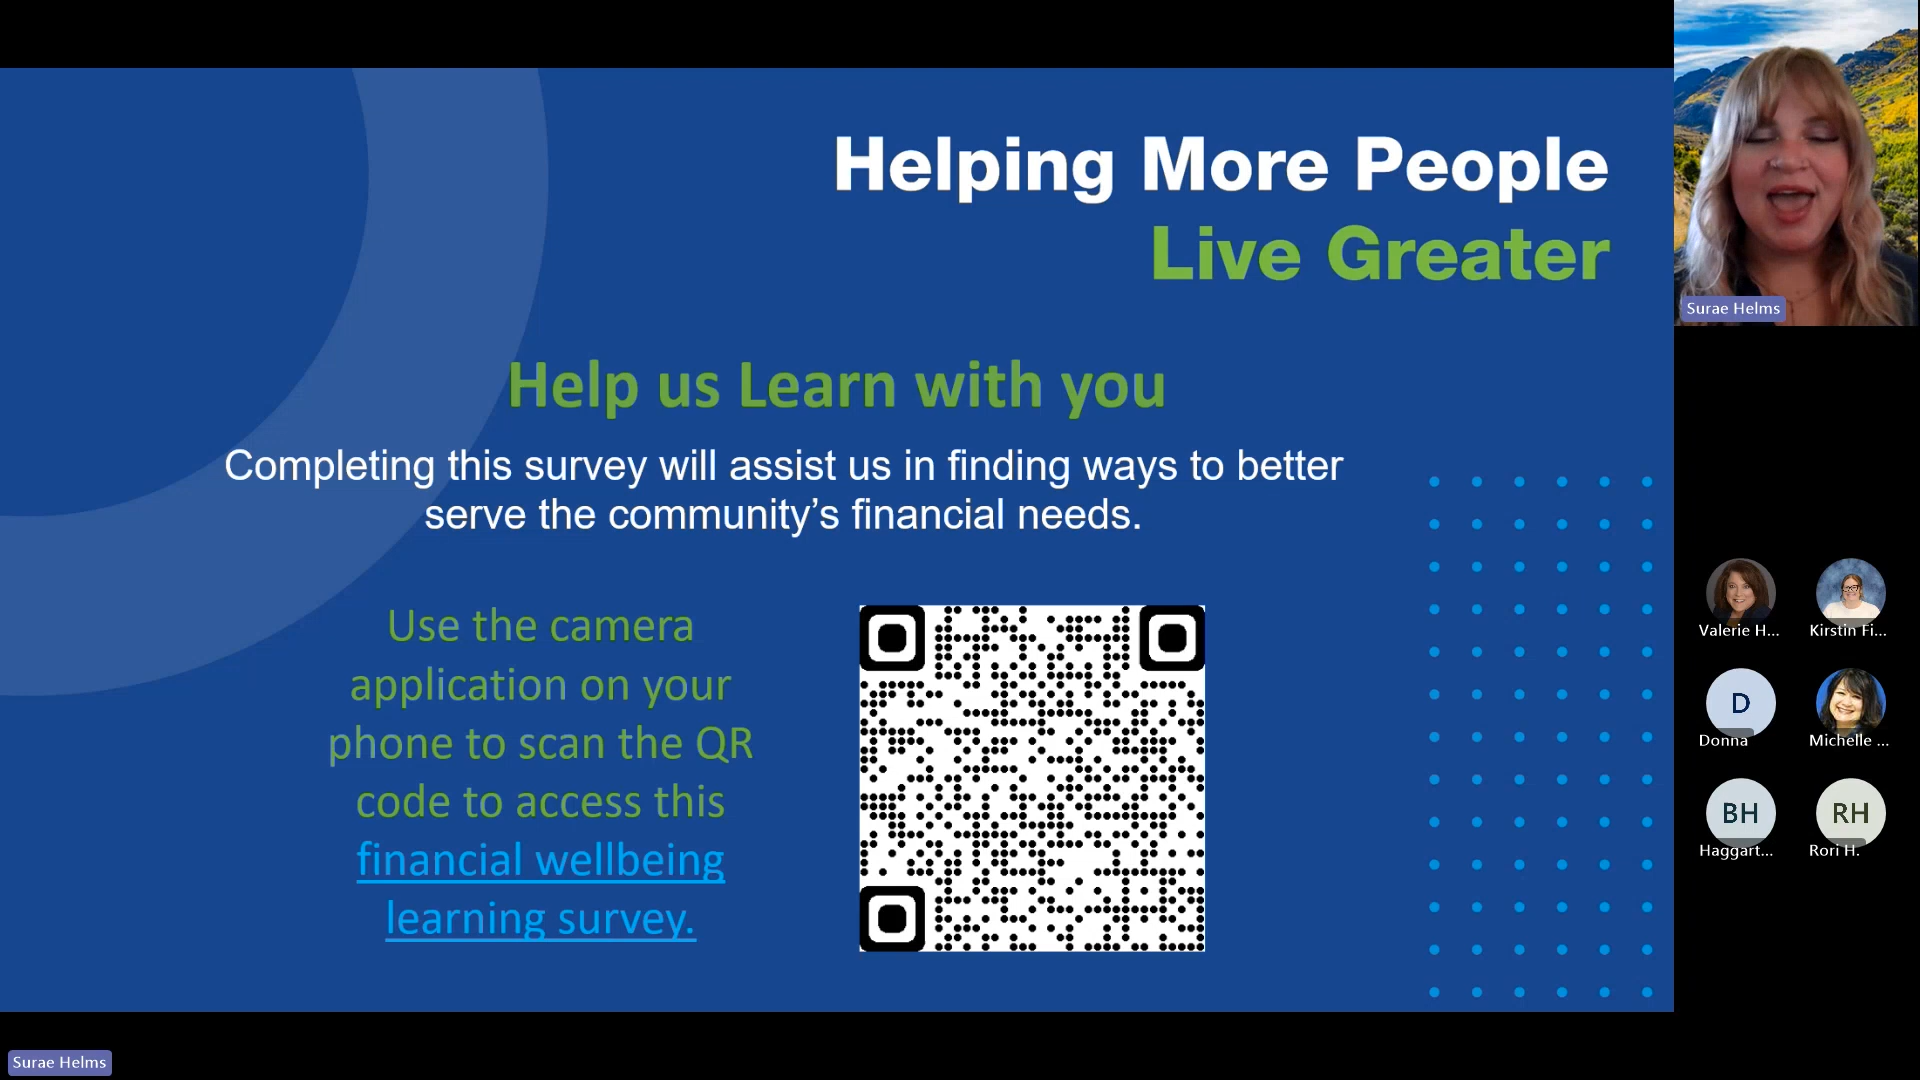 Helping More People
Live Greater
Help us Learn with you
Completing this survey will assist us in finding ways to better
serve the community’s financial needs.
Use the camera
application on your
phone to scan the QR
code to access this
financial wellbeing
learning survey.
Surae Helms
Valerie H...
Kirstin Fi...
D
Donna
Michelle ...
BH
Haggart...
RH
Rori H.
Surae Helms